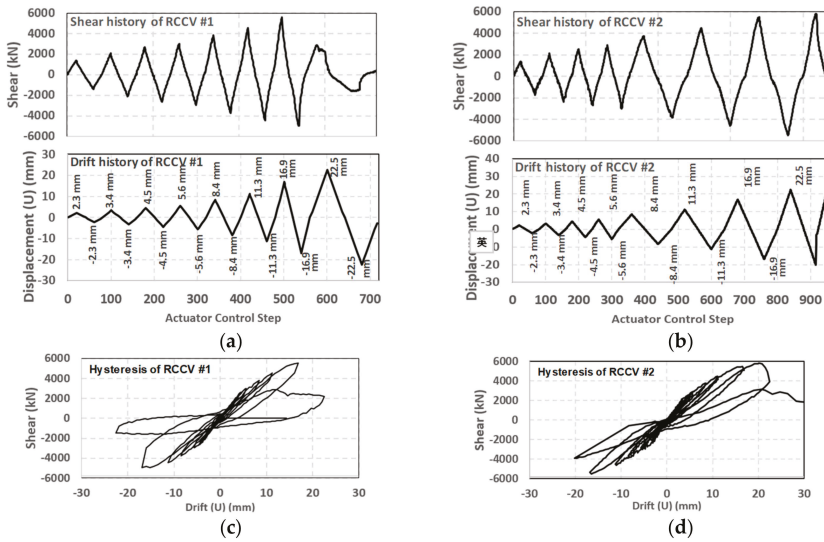 Shear history of RCCV #1
6000
4000
2000
0
-2000
-4000
-6000
Shear (kN)
Drift history of RCCV #1
40
30
20
10
0
-10
-20
-30
Displacement (U) (mm)
2.3 mm
3.4 mm
4.5 mm
5.6 mm
8.4 mm
11.3 mm
16.9 mm
22.5 mm
-2.3 mm
-3.4 mm
-4.5 mm
-5.6 mm
-8.4 mm
-11.3 mm
-16.9 mm
-22.5 mm
0 100 200 300 400 500 600 700
Actuator Control Step
(a)
Shear history of RCCV #2
6000
4000
2000
0
-2000
-4000
-6000
Shear (kN)
Drift history of RCCV #2
40
30
20
10
0
-10
-20
-30
Displacement (U) (mm)
英
2.3 mm
3.4 mm
4.5 mm
5.6 mm
8.4 mm
11.3 mm
16.9 mm
22.5 mm
-2.3 mm
-3.4 mm
-4.5 mm
-5.6 mm
-8.4 mm
-11.3 mm
-16.9 mm
0 100 200 300 400 500 600 700 800 900
Actuator Control Step
(b)
Hysteresis of RCCV #1
6000
4000
2000
0
-2000
-4000
-6000
Shear (kN)
-30 -20 -10 0 10 20 30
Drift (U) (mm)
(c)
Hysteresis of RCCV #2
6000
4000
2000
0
-2000
-4000
-6000
Shear (kN)
-30 -20 -10 0 10 20 30
Drift (U) (mm)
(d)